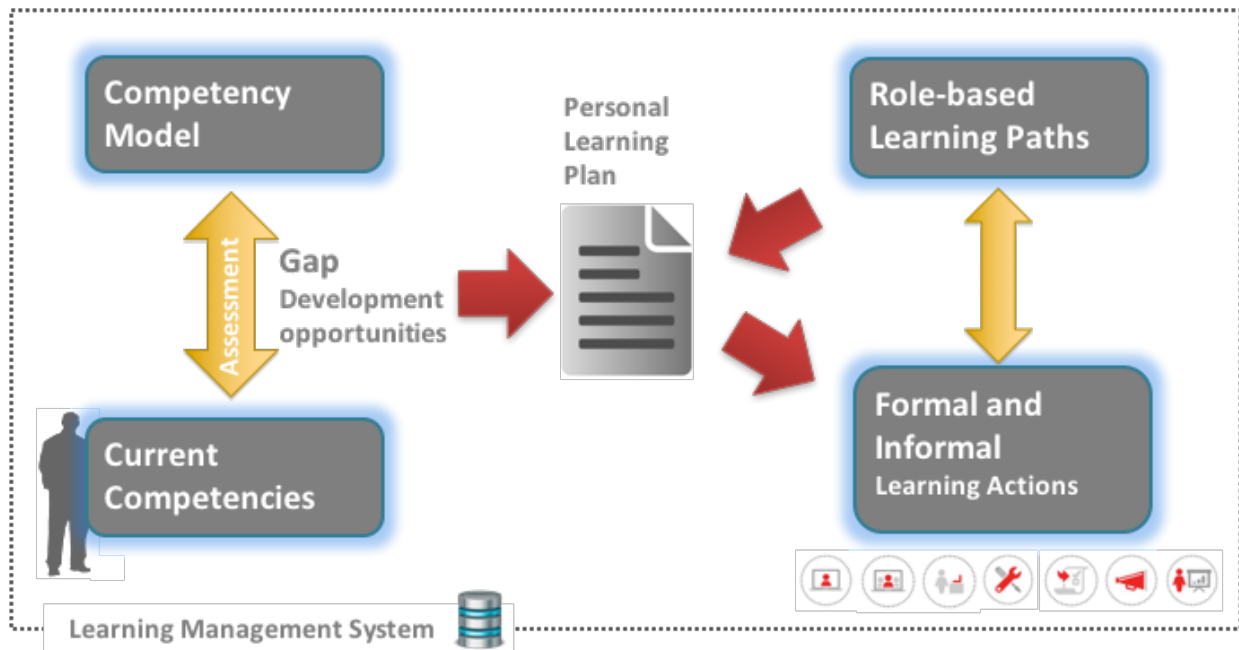 Competency
Model
Assessment
Gap
Development
opportunities
Current
Competencies
Personal
Learning
Plan
Role-based
Learning Paths
Formal and
Informal
Learning Actions
Learning Management System